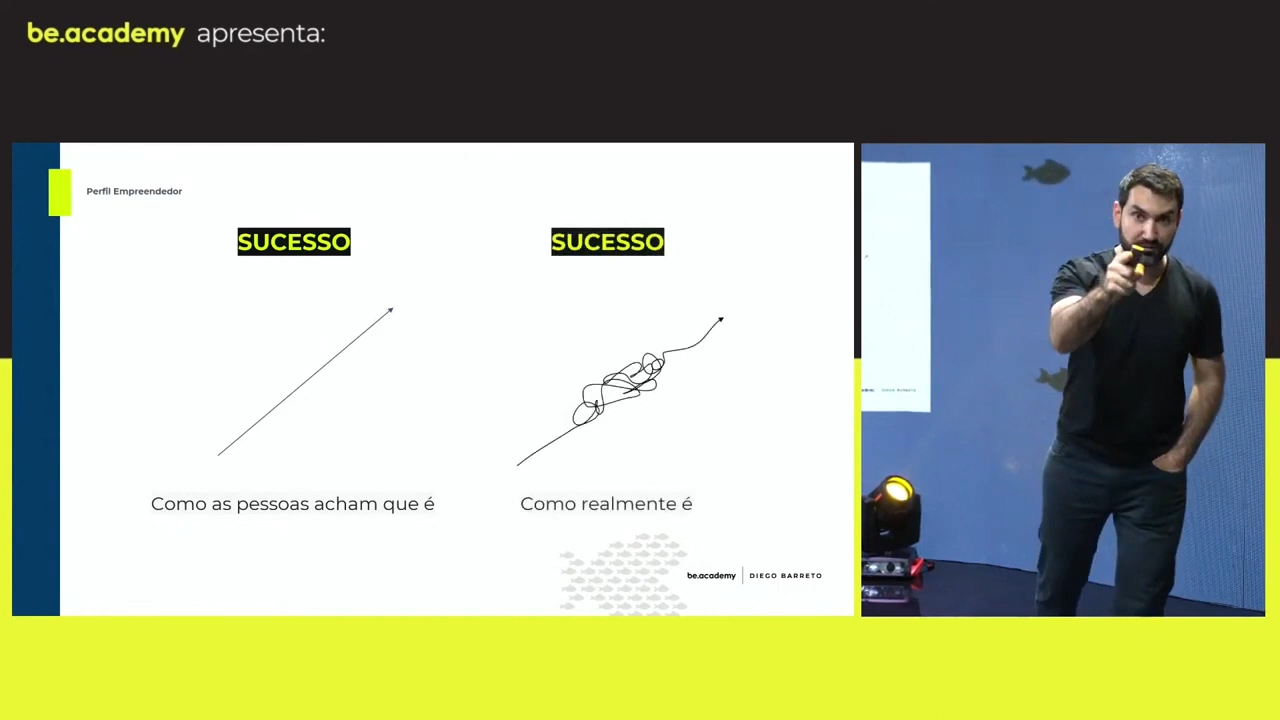 be.academy apresenta:
Perfil Empreendedor
SUCESSO
SUCESSO
Como as pessoas acham que é
Como realmente é
be.academy
DIEGO BARRETO